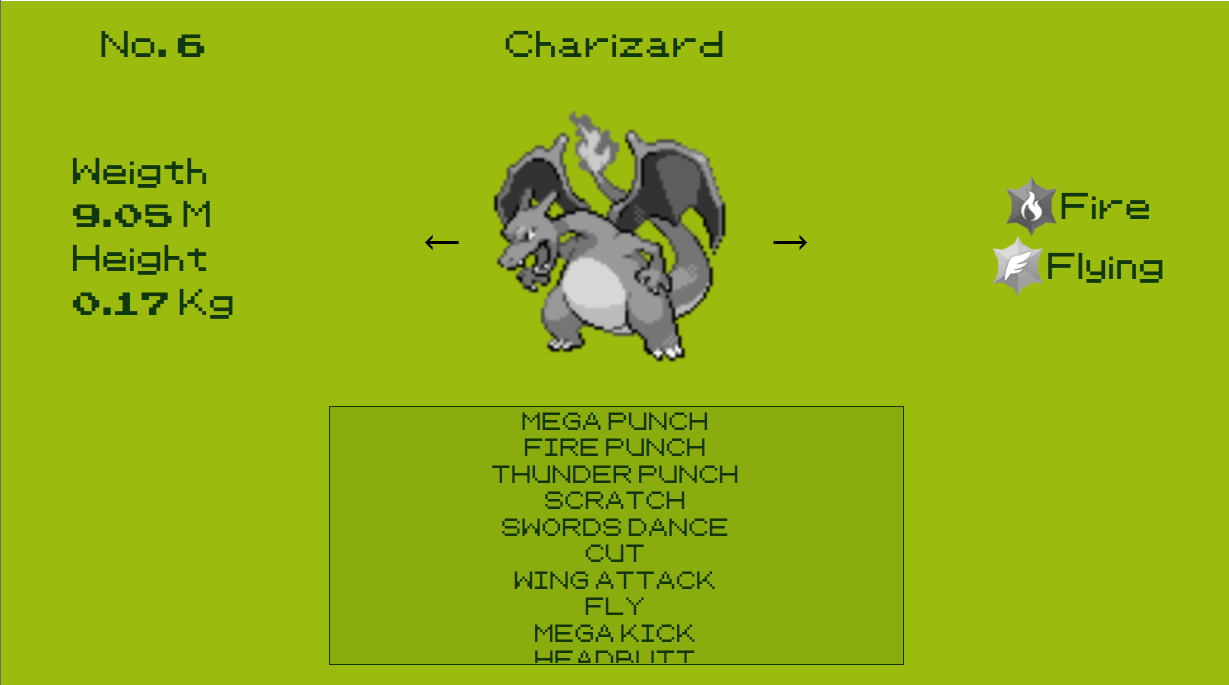 No. 6
Charizard
Weigth
9.05 M
Height
0.17 Kg
←
→
Fire
Flying
MEGA PUNCH
FIRE PUNCH
THUNDER PUNCH
SCRATCH
SWORDS DANCE
CUT
WING ATTACK
FLY
MEGA KICK
HEADBUTT